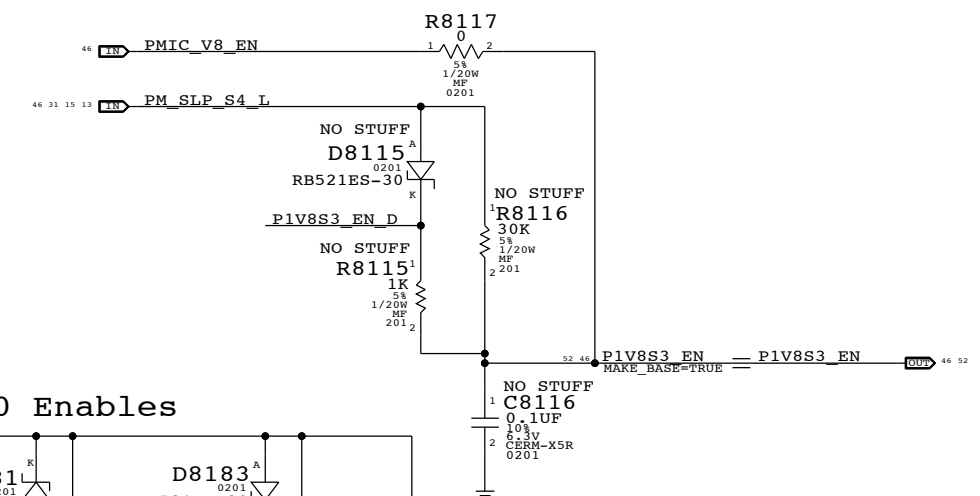 R8117
0
46 IN PMIC_V8_EN
1 2
5%
1/20W
MF
0201
46 31 15 13 IN PM_SLP_S4_L
NO STUFF
A
D8115
0201
RB521ES-30
K
NO STUFF
1
R8116
30K
5%
1/20W
MF
201
2
P1V8S3_EN_D
NO STUFF
R8115
1
1K
5%
1/20W
MF
201
2
52 46 P1V8S3_EN P1V8S3_EN OUT 46 52
MAKE_BASE=TRUE
NO STUFF
1
C8116
0.1UF
10%
6.3V
CERM-X5R
0201
2
0 Enables
K
D8183
A
0201
31
201